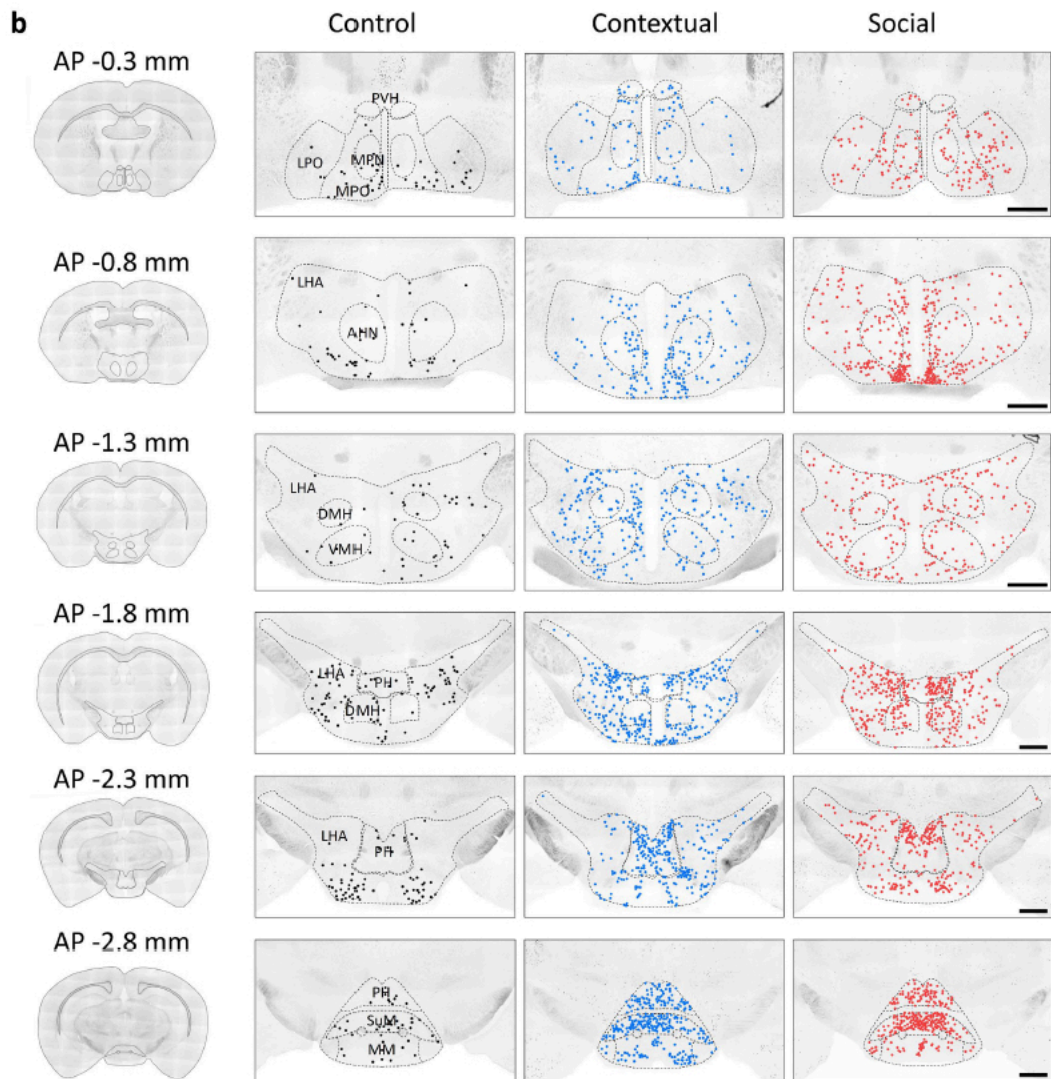 b
Control Contextual Social
AP -0.3 mm
PVH
LPO MPN
MPO
AP -0.8 mm
LHA
AHN
AP -1.3 mm
LHA
DMH
VMH
AP -1.8 mm
LHA PH
DMH
AP -2.3 mm
LHA PH
AP -2.8 mm
PH
SuM
MM